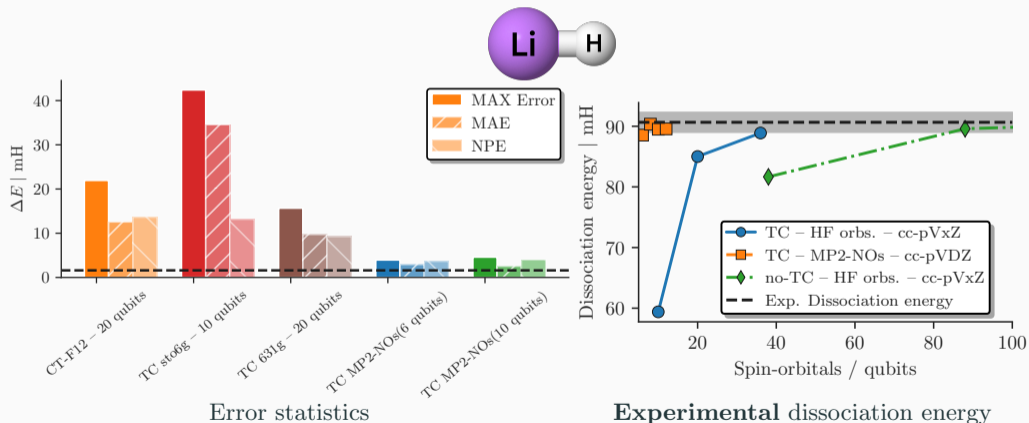 Li H
MAX Error
MAE
NPE
ΔE | mH
40
30
20
10
0
CT-F12 – 20 qubits
TC sto6g – 10 qubits
TC 631g – 20 qubits
TC MP2-NOs(6 qubits)
TC MP2-NOs(10 qubits)
Error statistics
Dissociation energy | mH
90
80
70
60
TC – HF orbs. – cc-pVxZ
TC – MP2-NOs – cc-pVDZ
no-TC – HF orbs. – cc-pVxZ
Exp. Dissociation energy
20 40 60 80 100
Spin-orbitals / qubits
Experimental dissociation energy